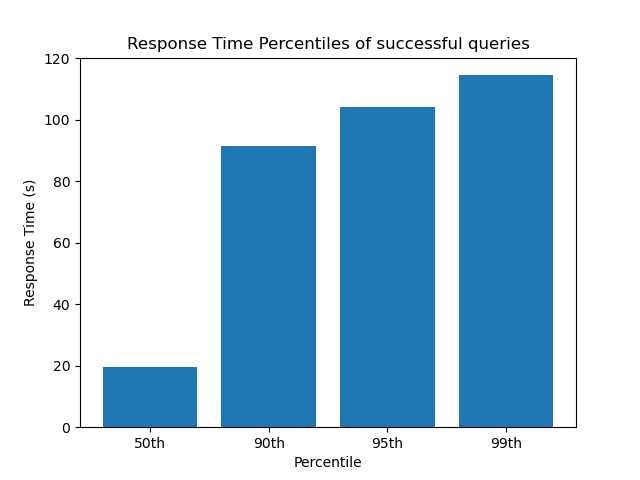 Response Time Percentiles of successful queries
120
100
80
60
40
20
0
Response Time (s)
50th
90th
95th
99th
Percentile